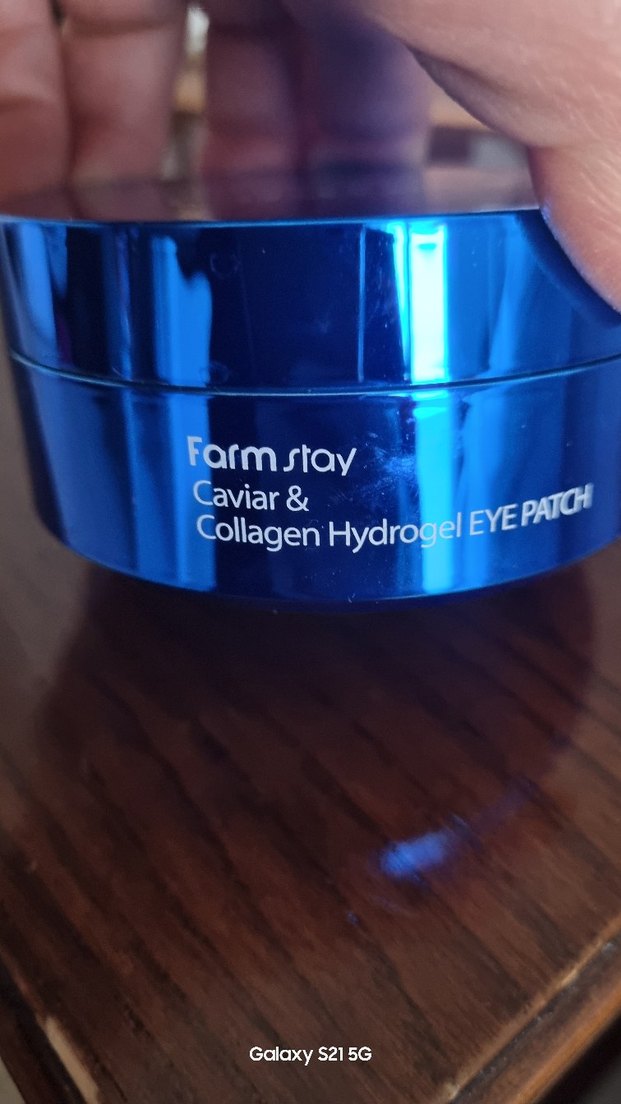 Farm stay
Caviar &
Collagen Hydrogel EYE PATCH
Galaxy S21 5G